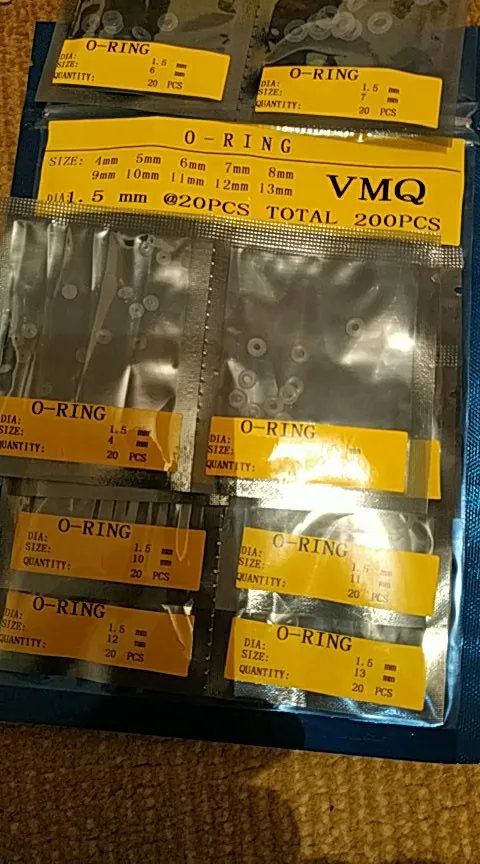 O-RING
DIA: 1.5 mm
SIZE: 6 mm
QUANTITY: 20 PCS
O-RING
DIA: 1.5 mm
SIZE: 7 mm
QUANTITY: 20 PCS
O-RING
SIZE: 4mm 5mm 6mm 7mm 8mm
9mm 10mm 11mm 12mm 13mm
VMQ
DIA1.5 mm @20PCS TOTAL 200PCS
O-RING
DIA: 1.5 mm
SIZE: 4 mm
QUANTITY: 20 PCS
O-RING
DIA:
SIZE:
QUANTITY:
O-RING
DIA: 1.5 mm
SIZE: 10 mm
QUANTITY: 20 PCS
O-RING
DIA: 1.5 mm
SIZE: 11 mm
QUANTITY: 20 PCS
O-RING
DIA: 1.5 mm
SIZE: 12 mm
QUANTITY: 20 PCS
O-RING
DIA: 1.5 mm
SIZE: 13 mm
QUANTITY: 20 PCS